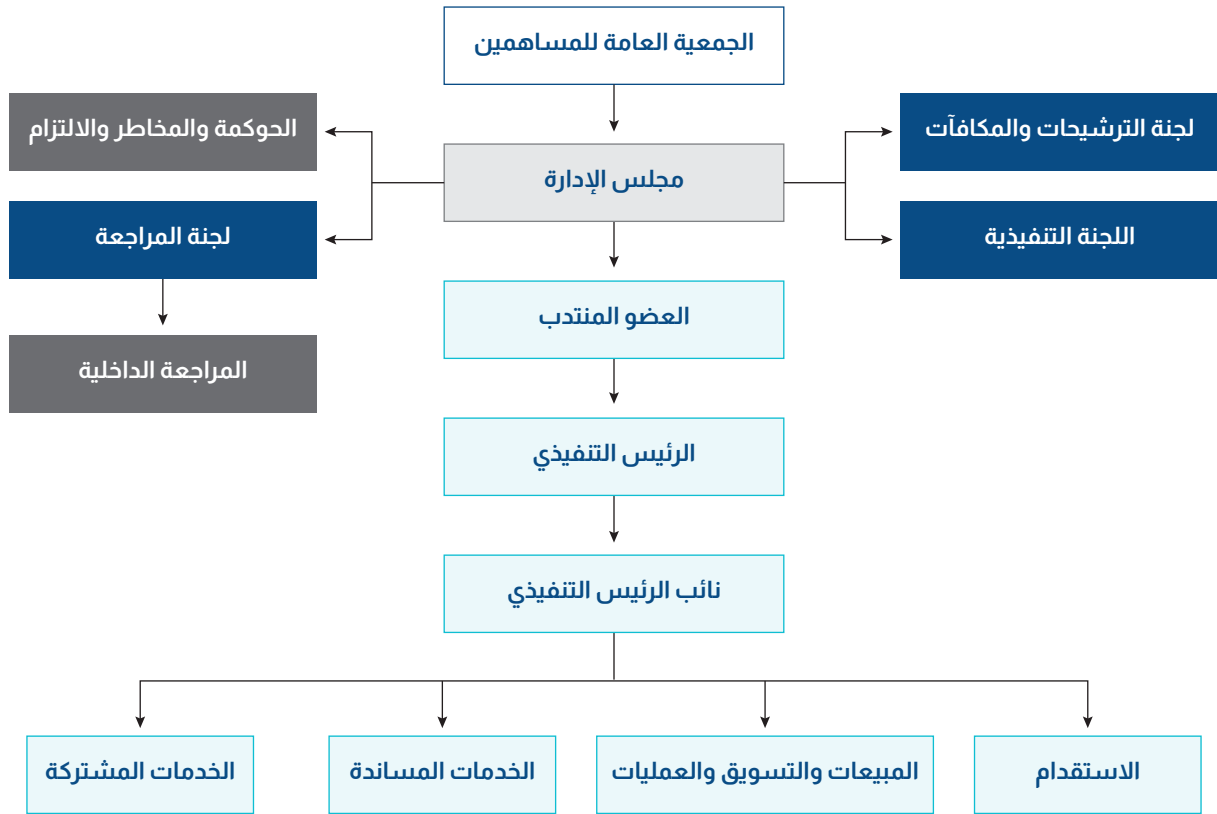 الجمعية العامة للمساهمين
لجنة الترشيحات والمكافآت
الحوكمة والمخاطر والالتزام
مجلس الإدارة
اللجنة التنفيذية
لجنة المراجعة
العضو المنتدب
المراجعة الداخلية
الرئيس التنفيذي
نائب الرئيس التنفيذي
الاستقدام
المبيعات والتسويق والعمليات
الخدمات المساندة
الخدمات المشتركة